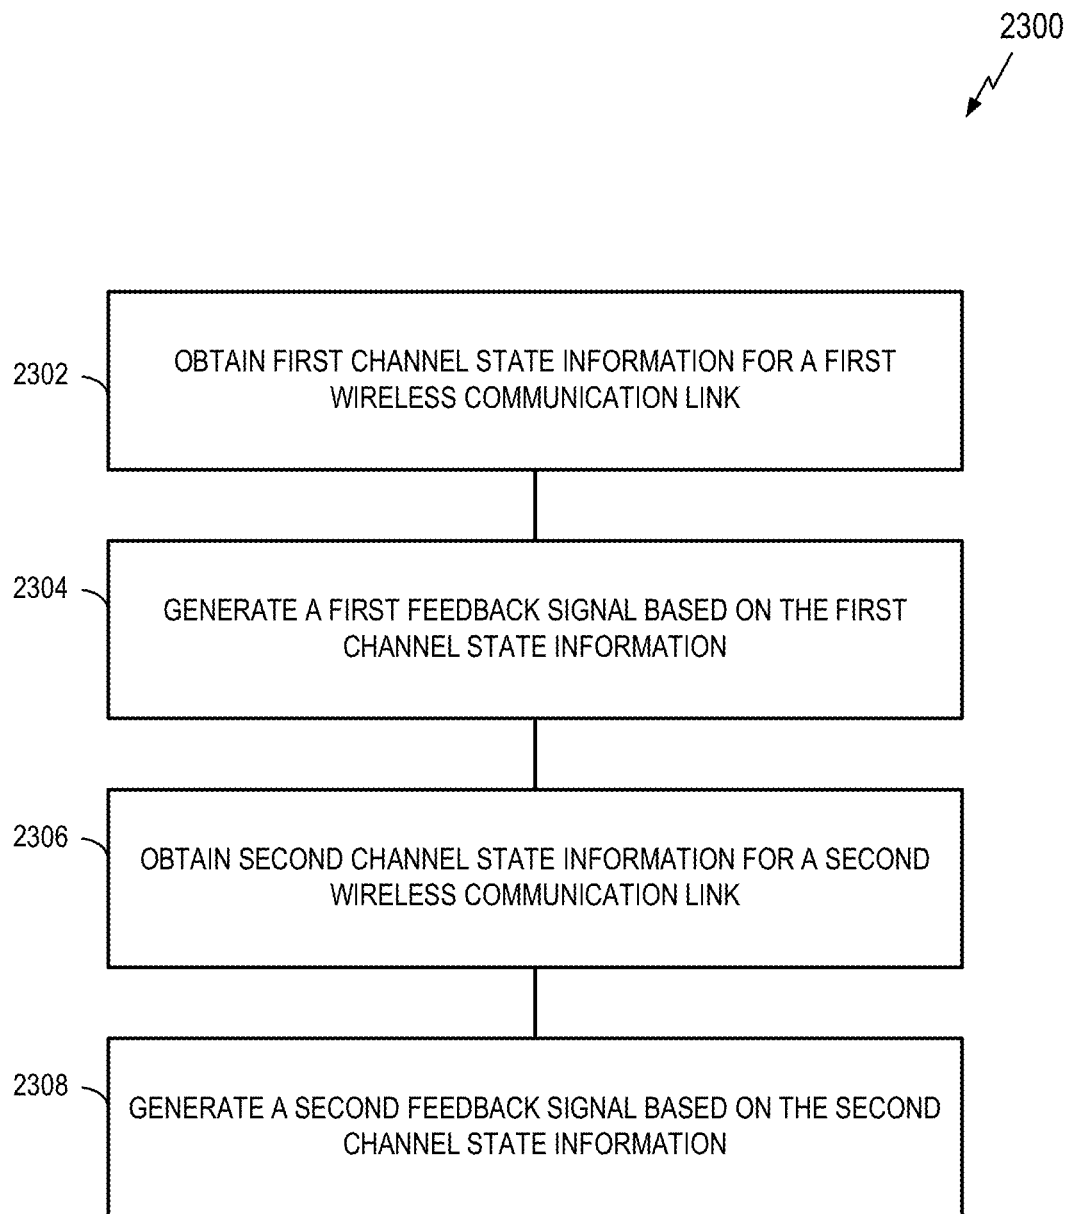 2300
2302
OBTAIN FIRST CHANNEL STATE INFORMATION FOR A FIRST
WIRELESS COMMUNICATION LINK
2304
GENERATE A FIRST FEEDBACK SIGNAL BASED ON THE FIRST
CHANNEL STATE INFORMATION
2306
OBTAIN SECOND CHANNEL STATE INFORMATION FOR A SECOND
WIRELESS COMMUNICATION LINK
2308
GENERATE A SECOND FEEDBACK SIGNAL BASED ON THE SECOND
CHANNEL STATE INFORMATION